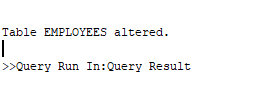 Table EMPLOYEES altered.
>>Query Run In:Query Result